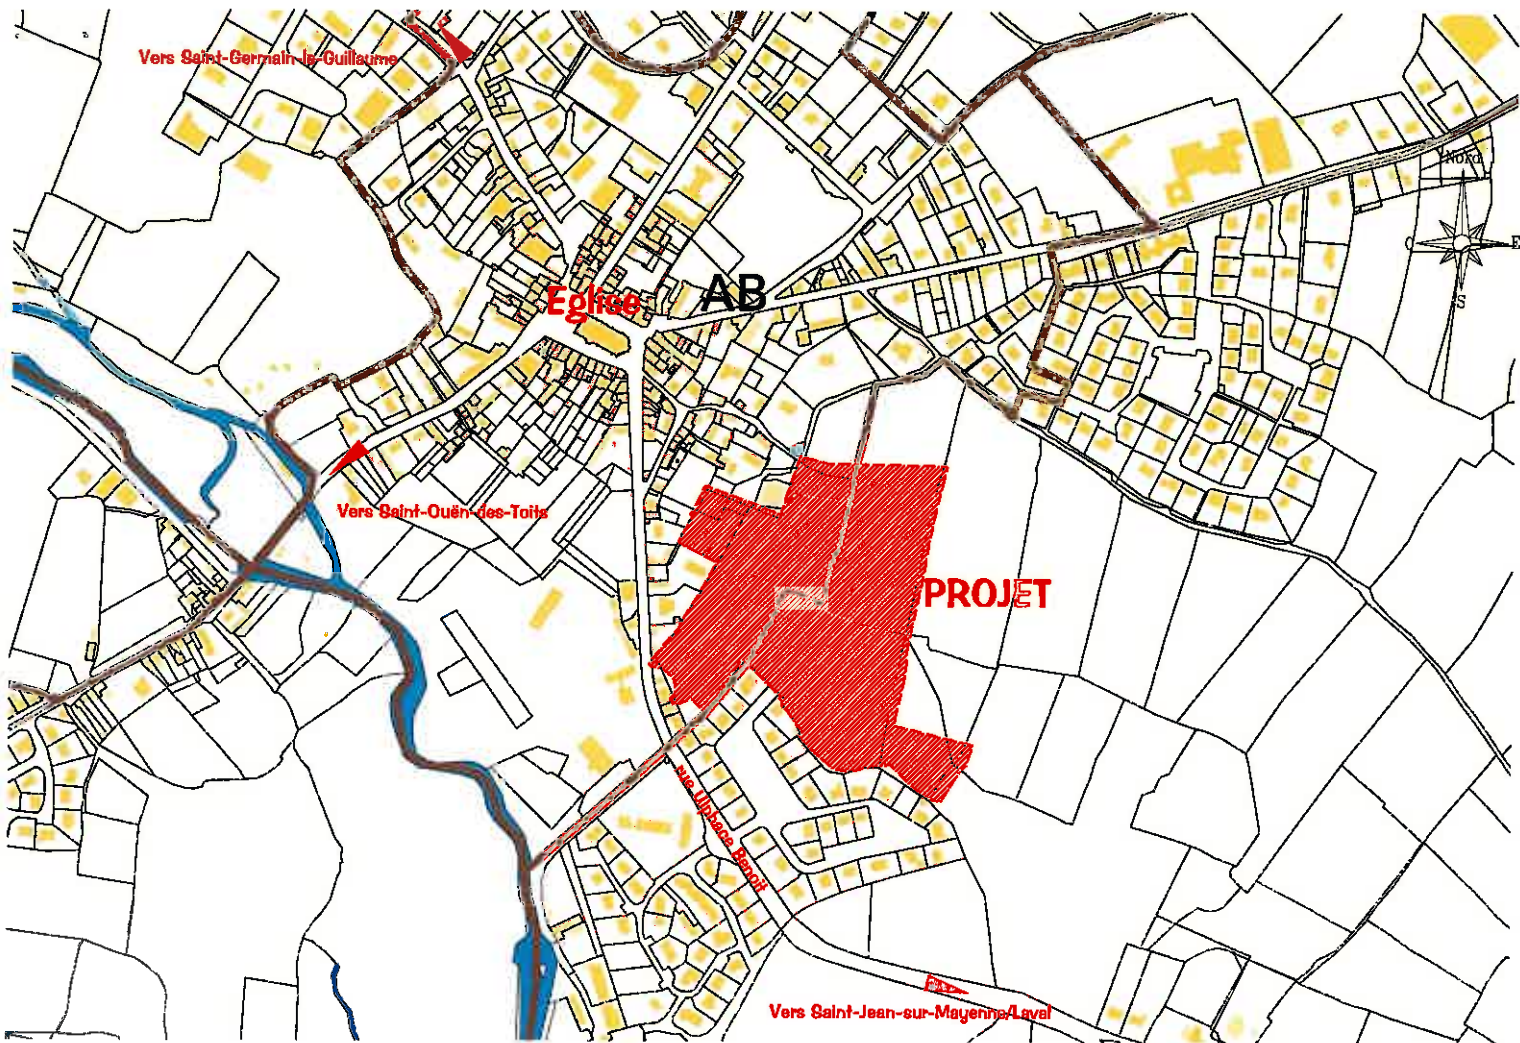 Vers Saint-Germain-le-Guillaume
Nord
O
E
S
AB
Eglise
Vers Saint-Ouën-des-Toits
PROJET
rue Ulphace Benoit
Vers Saint-Jean-sur-Mayenne/Laval